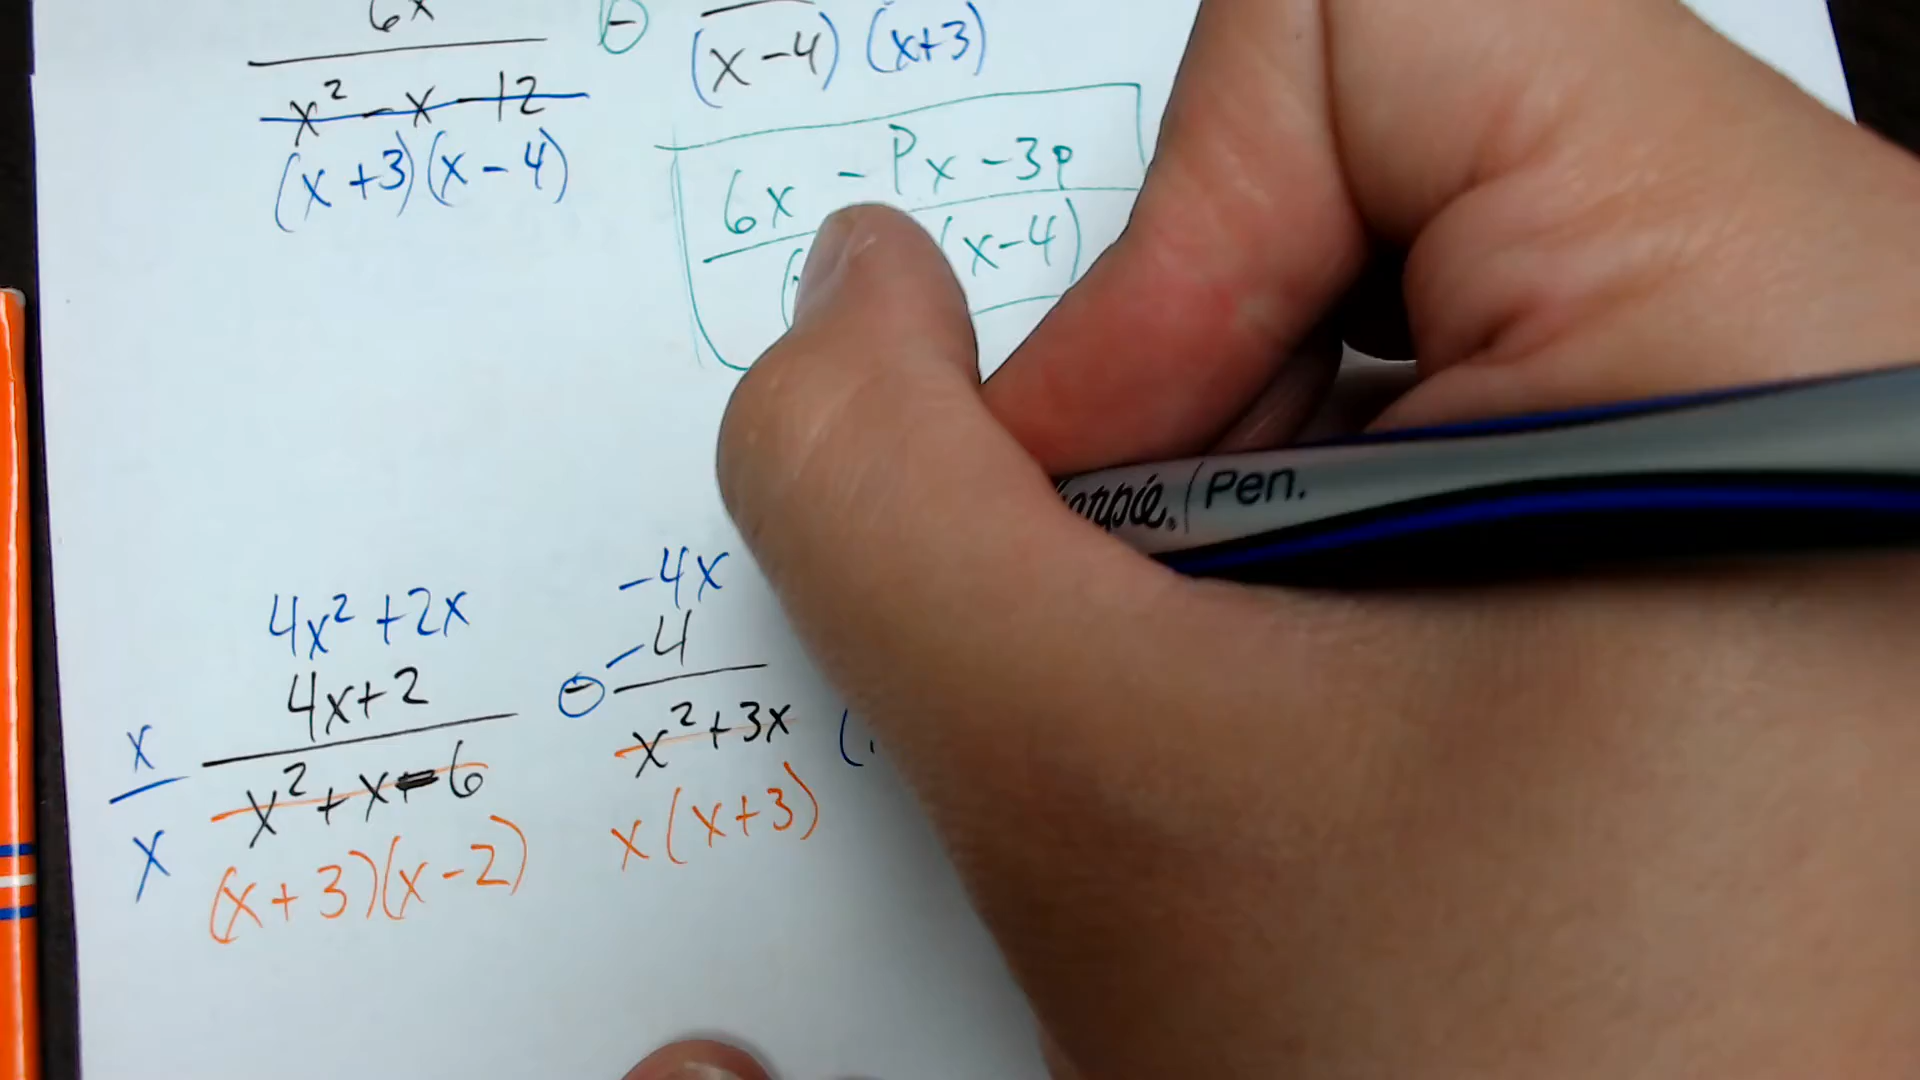 6x
x² - x - 12
(x+3)(x-4)
(x-4) (x+3)
6x - Px - 3p
(x-4)
Pen.
4x² + 2x
4x+2
x² + x - 6
(x+3)(x-2)
x
x
-
-4x
-4
x² + 3x
x(x+3)